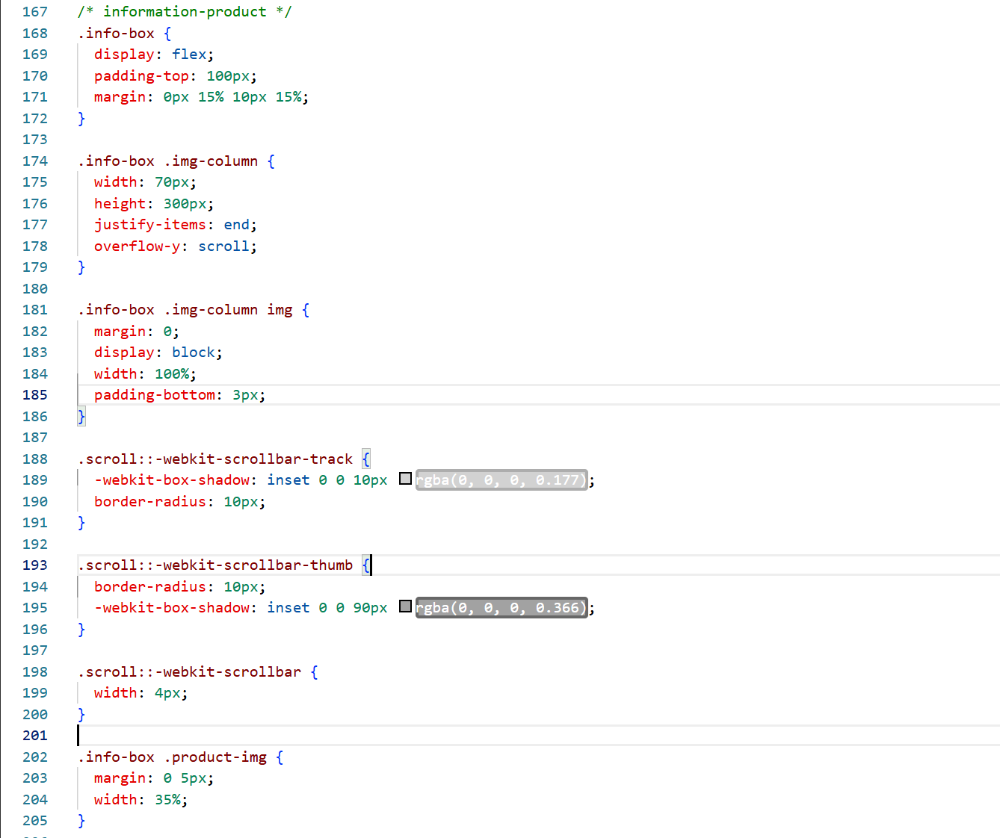 167 /* information-product */
168 .info-box {
169 display: flex;
170 padding-top: 100px;
171 margin: 0px 15% 10px 15%;
172 }
173
174 .info-box .img-column {
175 width: 70px;
176 height: 300px;
177 justify-items: end;
178 overflow-y: scroll;
179 }
180
181 .info-box .img-column img {
182 margin: 0;
183 display: block;
184 width: 100%;
185 padding-bottom: 3px;
186 }
187
188 .scroll::-webkit-scrollbar-track {
189 -webkit-box-shadow: inset 0 0 10px rgba(0, 0, 0, 0.177);
190 border-radius: 10px;
191 }
192
193 .scroll::-webkit-scrollbar-thumb {
194 border-radius: 10px;
195 -webkit-box-shadow: inset 0 0 90px rgba(0, 0, 0, 0.366);
196 }
197
198 .scroll::-webkit-scrollbar {
199 width: 4px;
200 }
201
202 .info-box .product-img {
203 margin: 0 5px;
204 width: 35%;
205 }